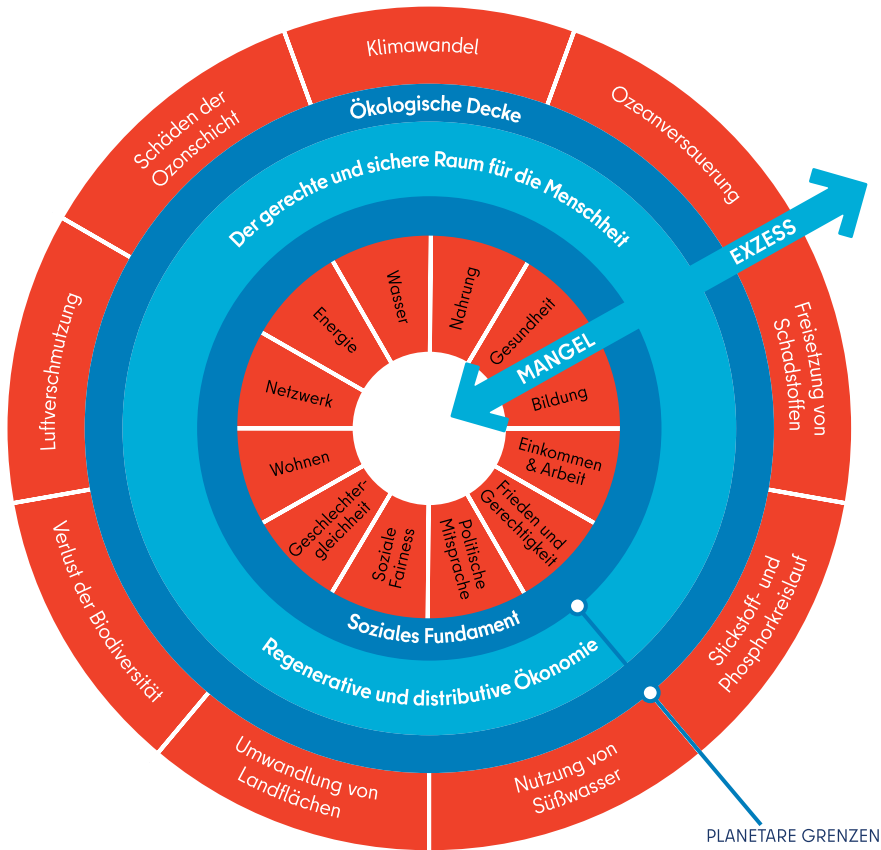 Klimawandel
Ozeanversauerung
Freisetzung von
Schadstoffen
Stickstoff- und
Phosphorkreislauf
Nutzung von
Süßwasser
Umwandlung von
Landflächen
Verlust der Biodiversität
Luftverschmutzung
Schäden der
Ozonschicht
Ökologische Decke
Der gerechte und sichere Raum für die Menschheit
EXZESS
MANGEL
Wasser
Nahrung
Gesundheit
Bildung
Einkommen
& Arbeit
Frieden und
Gerechtigkeit
Politische
Mitsprache
Soziale
Fairness
Geschlechter-
gleichheit
Wohnen
Netzwerk
Energie
Soziales Fundament
Regenerative und distributive Ökonomie
PLANETARE GRENZEN